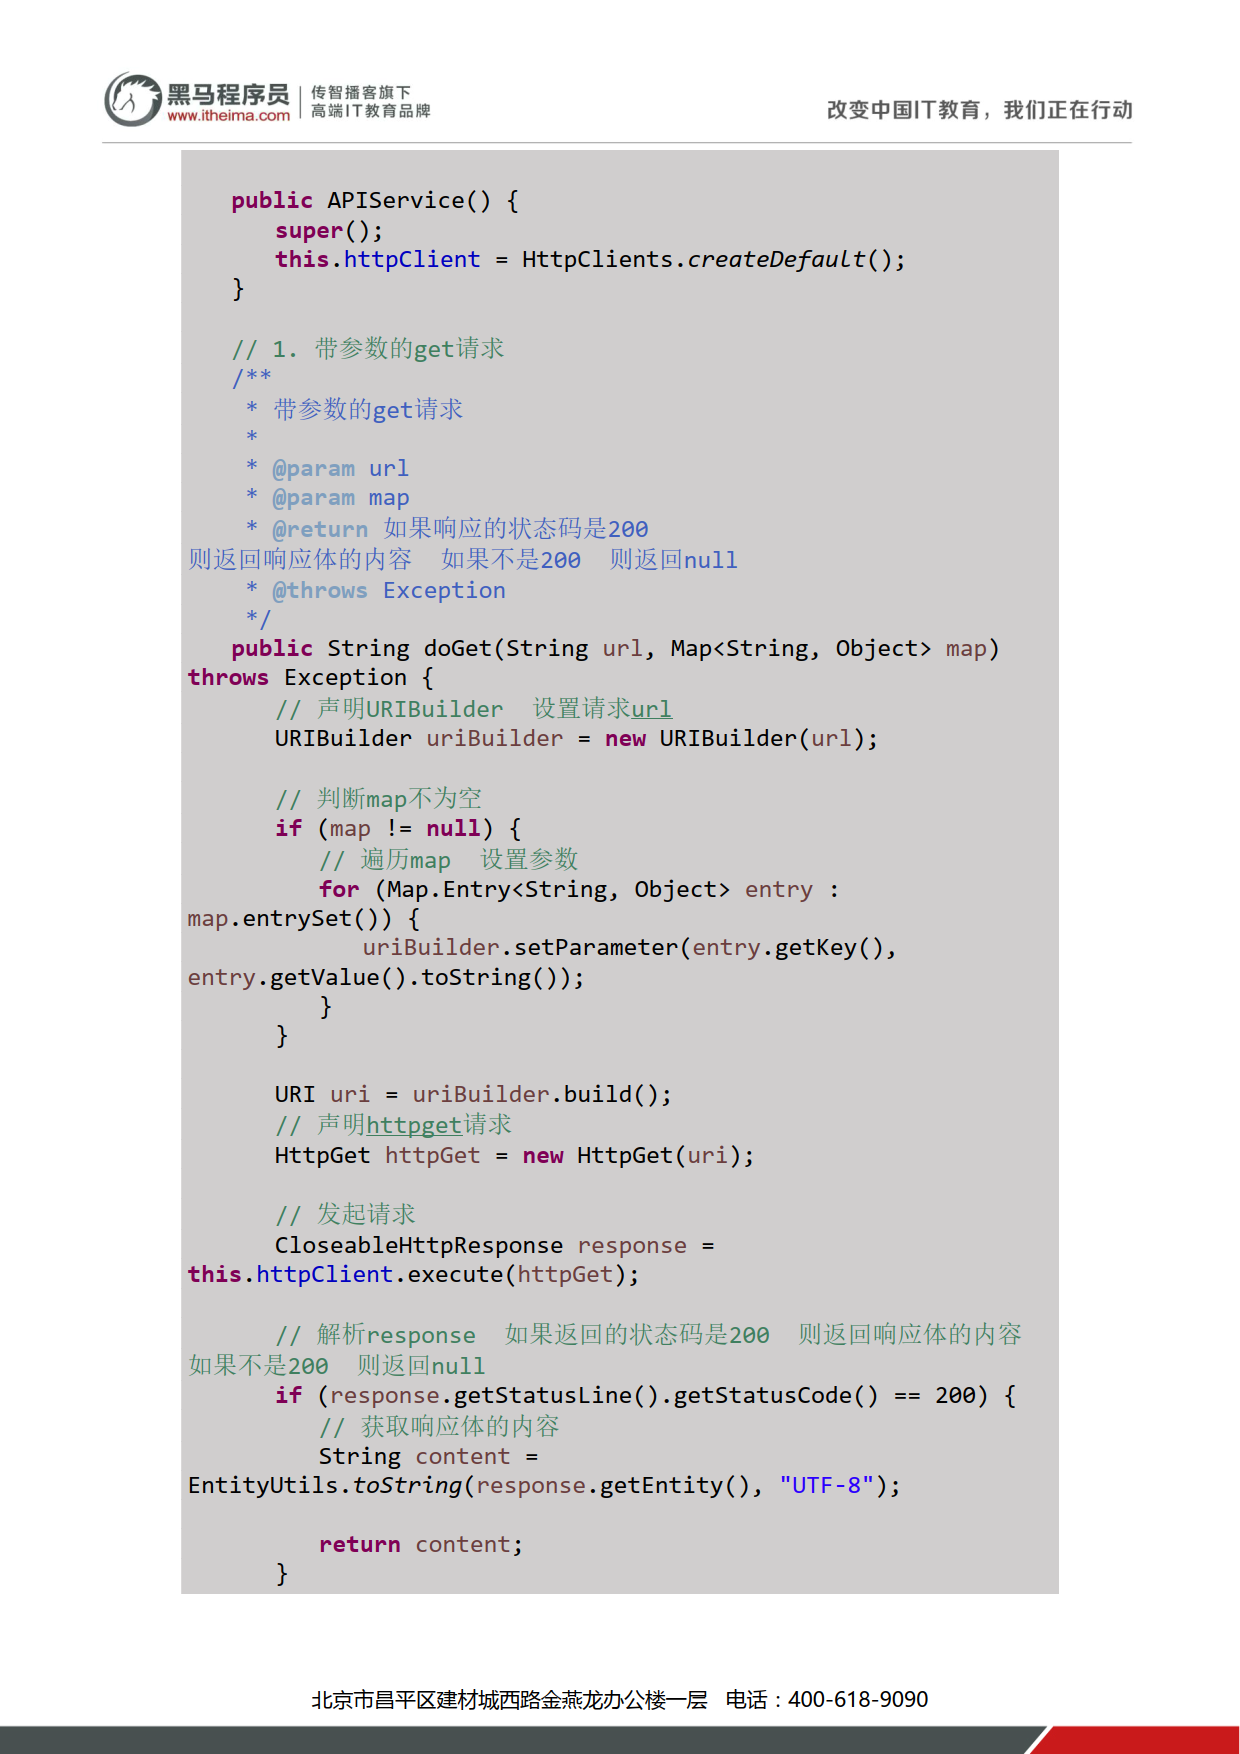 黑马程序员
www.itheima.com
传智播客旗下
高端IT教育品牌
改变中国IT教育，我们正在行动
public APIService() {
super();
this.httpClient = HttpClients.createDefault();
}
// 1. 带参数的get请求
/**
* 带参数的get请求
*
* @param url
* @param map
* @return 如果响应的状态码是200
则返回响应体的内容 如果不是200 则返回null
* @throws Exception
*/
public String doGet(String url, Map<String, Object> map)
throws Exception {
// 声明URIBuilder 设置请求url
URIBuilder uriBuilder = new URIBuilder(url);
// 判断map不为空
if (map != null) {
// 遍历map 设置参数
for (Map.Entry<String, Object> entry :
map.entrySet()) {
uriBuilder.setParameter(entry.getKey(),
entry.getValue().toString());
}
}
URI uri = uriBuilder.build();
// 声明httpget请求
HttpGet httpGet = new HttpGet(uri);
// 发起请求
CloseableHttpResponse response =
this.httpClient.execute(httpGet);
// 解析response 如果返回的状态码是200 则返回响应体的内容
如果不是200 则返回null
if (response.getStatusLine().getStatusCode() == 200) {
// 获取响应体的内容
String content =
EntityUtils.toString(response.getEntity(), "UTF-8");
return content;
}
北京市昌平区建材城西路金燕龙办公楼一层 电话：400-618-9090